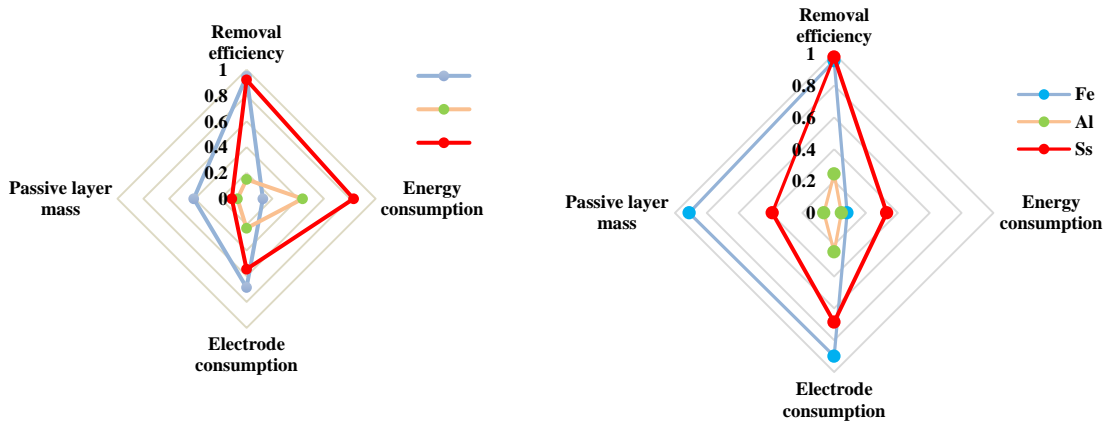 Removal
efficiency
1
0.8
0.6
0.4
0.2
0
Passive layer
mass
Energy
consumption
Electrode
consumption
Removal
efficiency
1
0.8
0.6
0.4
0.2
0
Fe
Al
Ss
Passive layer
mass
Energy
consumption
Electrode
consumption